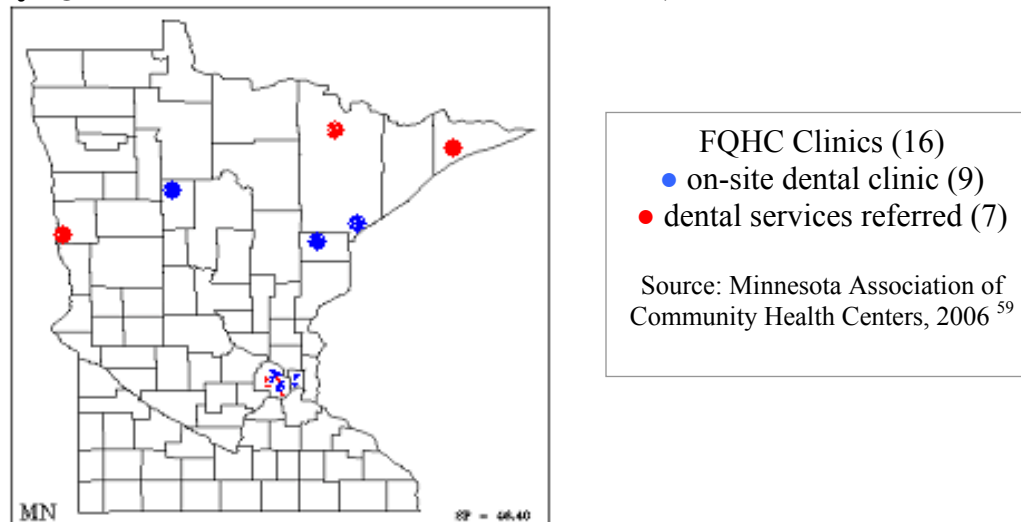 FQHC Clinics (16)
● on-site dental clinic (9)
● dental services referred (7)
Source: Minnesota Association of
Community Health Centers, 2006 59
MN
SP = 46.40